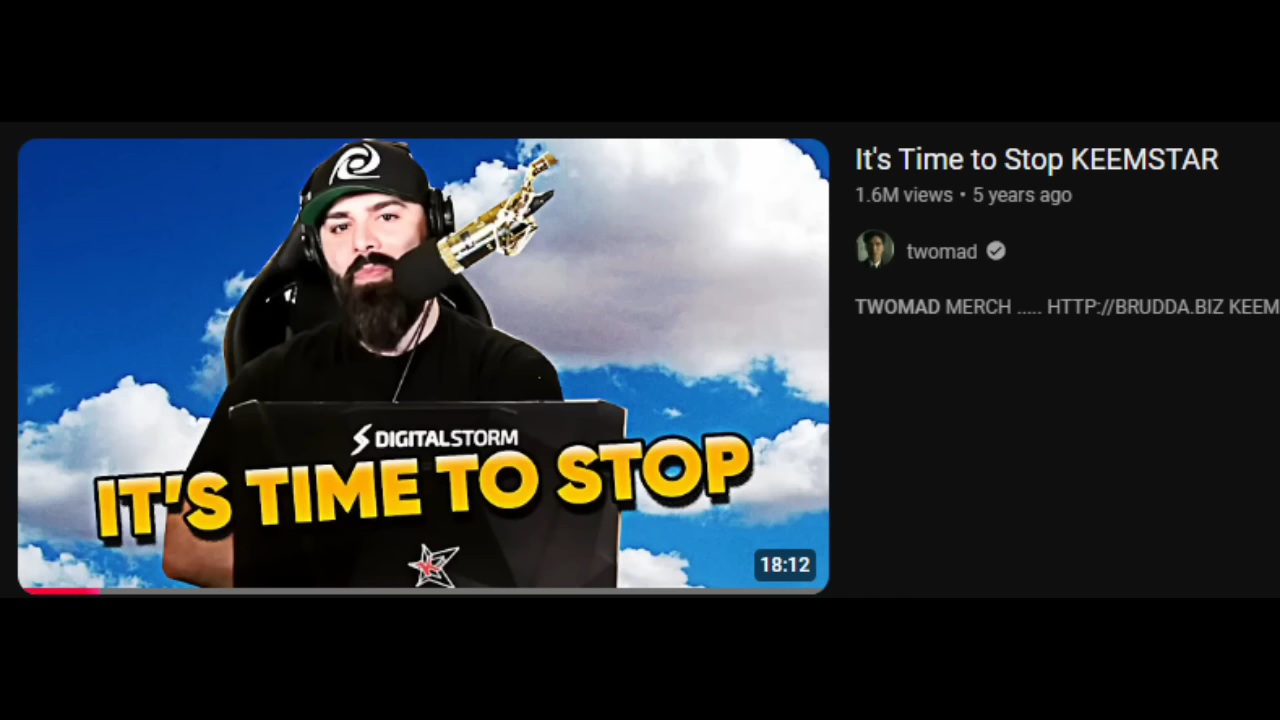 It's Time to Stop KEEMSTAR
1.6M views • 5 years ago
twomad
TWOMAD MERCH ..... HTTP://BRUDDA.BIZ KEEM
DIGITALSTORM
IT'S TIME TO STOP
18:12